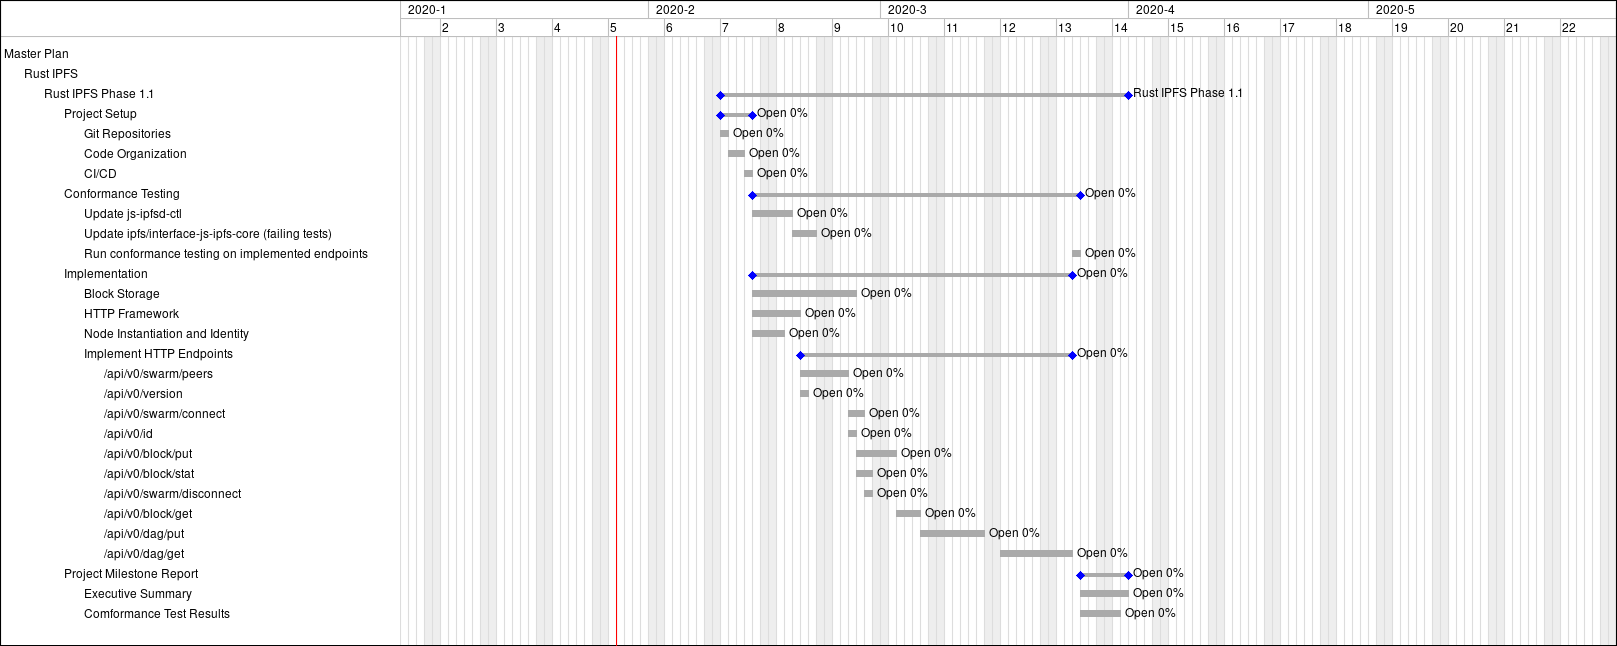 2020-1 2020-2 2020-3 2020-4 2020-5
2 3 4 5 6 7 8 9 10 11 12 13 14 15 16 17 18 19 20 21 22
Master Plan
Rust IPFS
Rust IPFS Phase 1.1 Rust IPFS Phase 1.1
Project Setup Open 0%
Git Repositories Open 0%
Code Organization Open 0%
CI/CD Open 0%
Conformance Testing Open 0%
Update js-ipfsd-ctl Open 0%
Update ipfs/interface-js-ipfs-core (failing tests) Open 0%
Run conformance testing on implemented endpoints Open 0%
Implementation Open 0%
Block Storage Open 0%
HTTP Framework Open 0%
Node Instantiation and Identity Open 0%
Implement HTTP Endpoints Open 0%
/api/v0/swarm/peers Open 0%
/api/v0/version Open 0%
/api/v0/swarm/connect Open 0%
/api/v0/id Open 0%
/api/v0/block/put Open 0%
/api/v0/block/stat Open 0%
/api/v0/swarm/disconnect Open 0%
/api/v0/block/get Open 0%
/api/v0/dag/put Open 0%
/api/v0/dag/get Open 0%
Project Milestone Report Open 0%
Executive Summary Open 0%
Comformance Test Results Open 0%